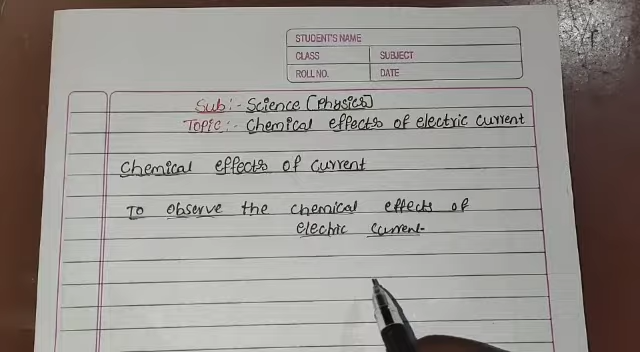 STUDENT'S NAME
CLASS SUBJECT
ROLL NO. DATE
Sub:- Science [Physics]
Topic:- Chemical effects of electric current
Chemical effects of current
To observe the chemical effects of
electric current.